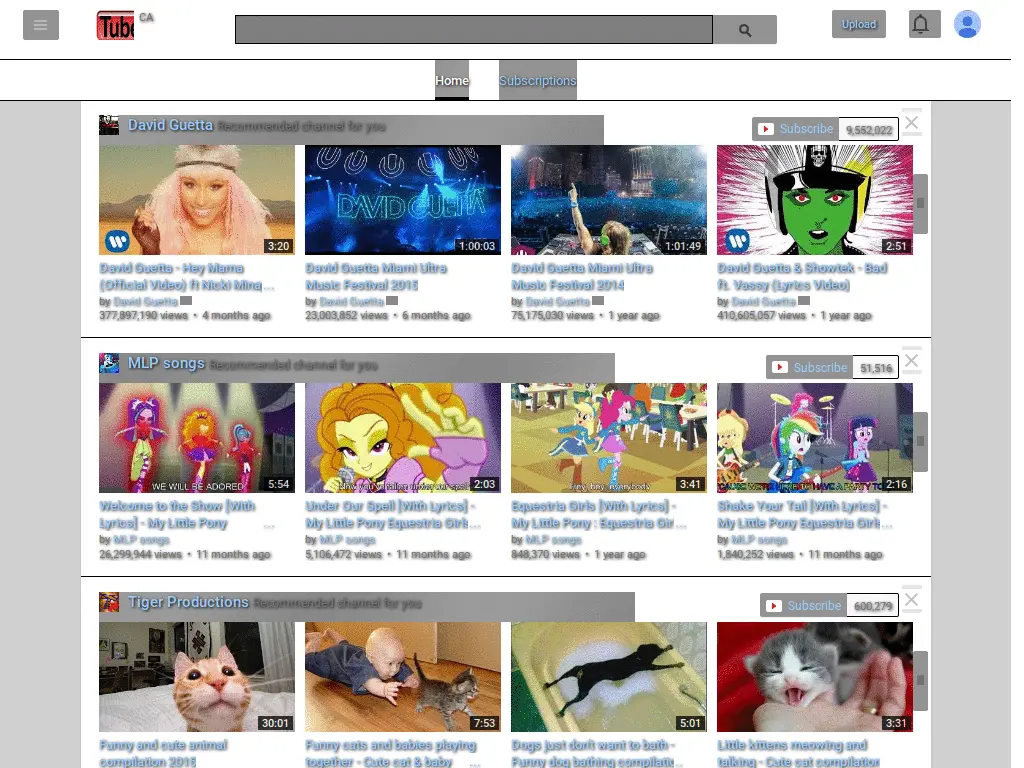 Tube CA
Upload
Home Subscriptions
David Guetta Recommended channel for you Subscribe 9,552,022
DAVID GUETTA
3:20 1:00:03 1:01:49 2:51
David Guetta - Hey Mama (Official Video) ft Nicki Minaj ...
by David Guetta
377,897,190 views • 4 months ago
David Guetta Miami Ultra Music Festival 2015
by David Guetta
23,003,852 views • 6 months ago
David Guetta Miami Ultra Music Festival 2014
by David Guetta
75,175,030 views • 1 year ago
David Guetta & Showtek - Bad ft. Vassy (Lyrics Video)
by David Guetta
410,605,057 views • 1 year ago
MLP songs Recommended channel for you Subscribe 51,516
WE WILL BE ADORED
Now you've fallen under our spell
Hey, hey, everybody
5:54 2:03 3:41 2:16
Welcome to the Show [With Lyrics] - My Little Pony ...
by MLP songs
26,299,944 views • 11 months ago
Under Our Spell [With Lyrics] - My Little Pony Equestria Girls ...
by MLP songs
5,106,472 views • 11 months ago
Equestria Girls [With Lyrics] - My Little Pony : Equestria Gir ...
by MLP songs
848,370 views • 1 year ago
Shake Your Tail [With Lyrics] - My Little Pony Equestria Girls ...
by MLP songs
1,840,252 views • 11 months ago
Tiger Productions Recommended channel for you Subscribe 600,279
30:01 7:53 5:01 3:31
Funny and cute animal compilation 2015
Funny cats and babies playing together - Cute cat & baby ...
Dogs just don't want to bath - Funny dog bathing compilatio...
Little kittens meowing and talking - Cute cat compilation